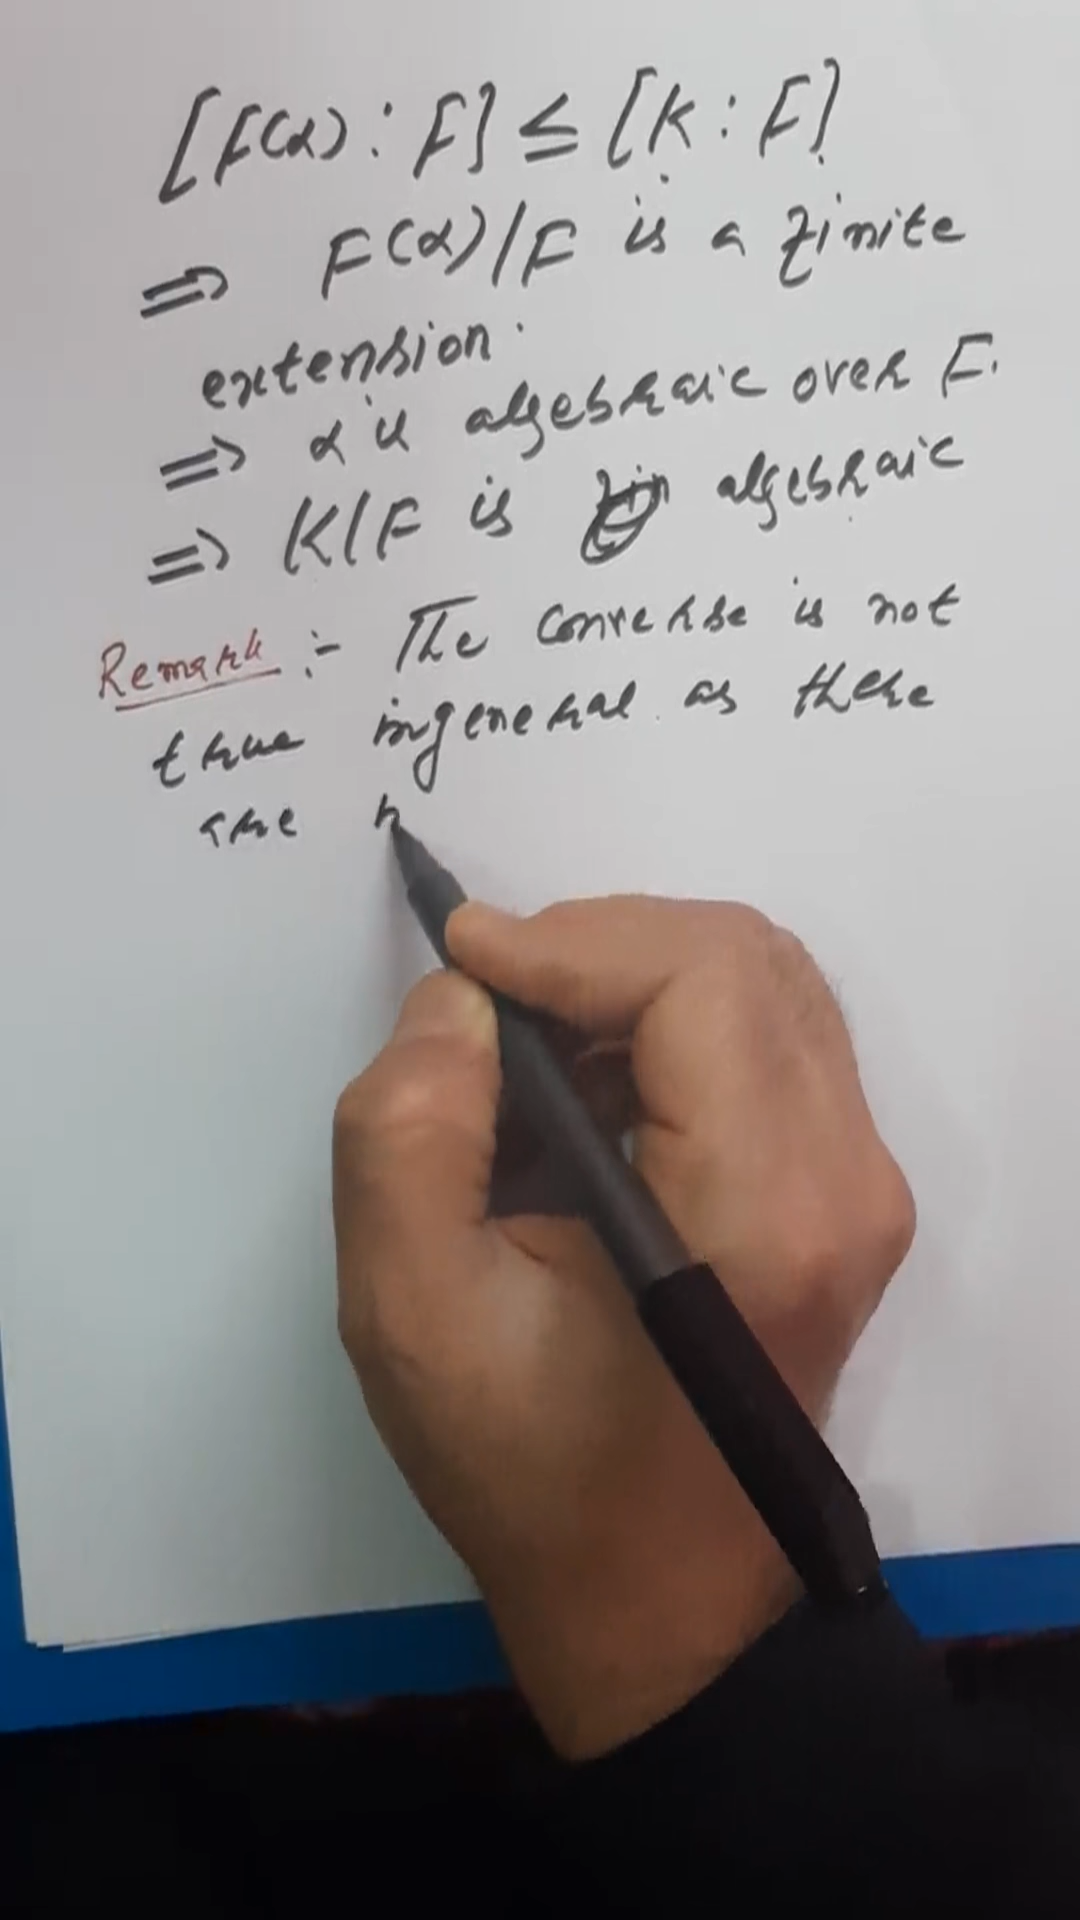 [F(α) : F] ≤ [K : F]
⇒ F(α)/F is a finite
extension.
⇒ α is algebraic over F.
⇒ K/F is algebraic
Remark :- The converse is not
true in general as there
are